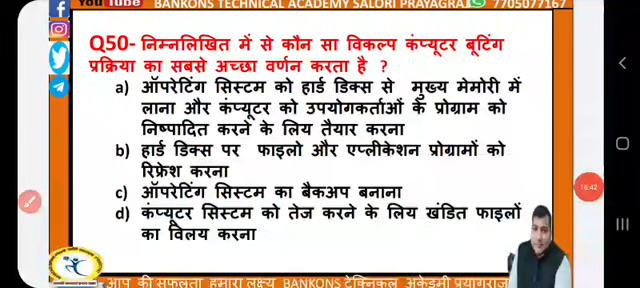 YouTube BANKONS TECHNICAL ACADEMY SALORI PRAYAGRAJ 7705077167
Q50- निम्नलिखित में से कौन सा विकल्प कंप्यूटर बूटिंग
प्रक्रिया का सबसे अच्छा वर्णन करता है ?
a) ऑपरेटिंग सिस्टम को हार्ड डिक्स से मुख्य मेमोरी में
लाना और कंप्यूटर को उपयोगकर्ताओं के प्रोग्राम को
निष्पादित करने के लिय तैयार करना
b) हार्ड डिक्स पर फाइलो और एप्लीकेशन प्रोग्रामों को
रिफ्रेश करना
c) ऑपरेटिंग सिस्टम का बैकअप बनाना
d) कंप्यूटर सिस्टम को तेज करने के लिय खंडित फाइलों
का विलय करना
16:42
आप की सफलता हमारा लक्ष्य BANKONS टेक्निकल अकेडमी प्रयागराज